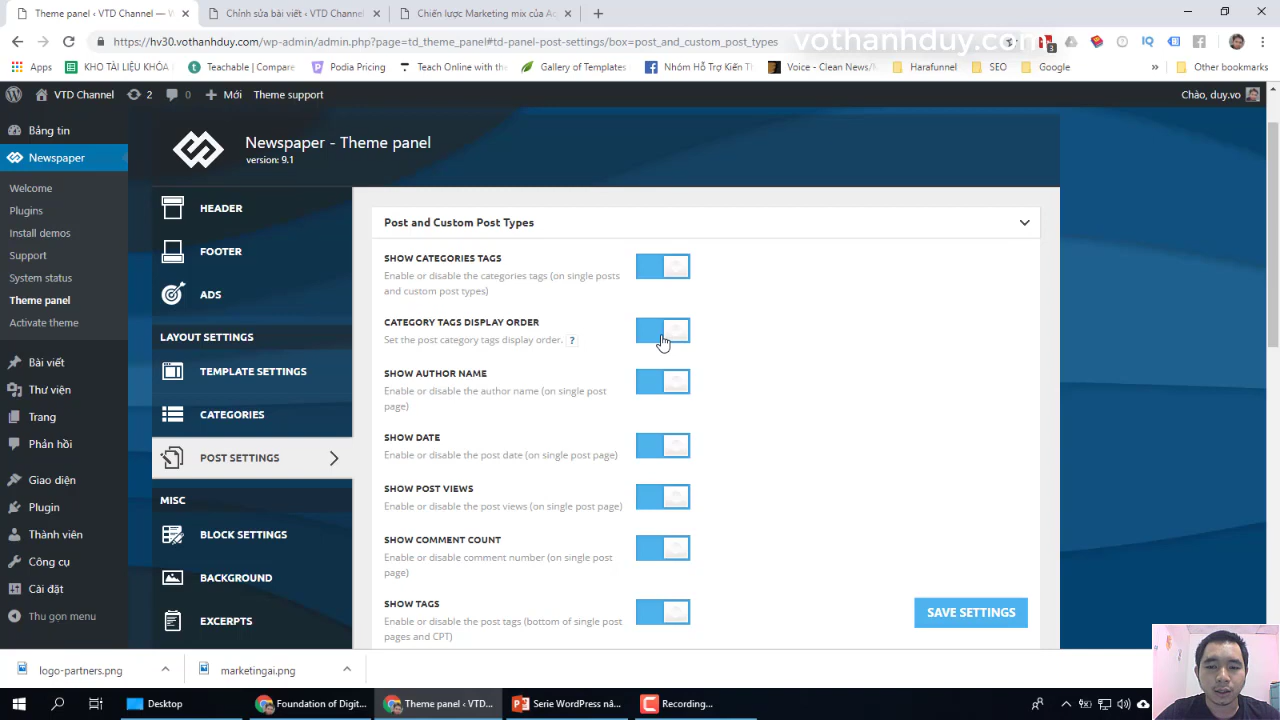 Theme panel ‹ VTD Channel —
Chỉnh sửa bài viết ‹ VTD Channel
Chiến lược Marketing mix của Ac
https://hv30.vothanhduy.com/wp-admin/admin.php?page=td_theme_panel#td-panel-post-settings/box=post_and_custom_post_types
vothanhduy.com
3
Apps
KHO TÀI LIỆU KHÓA H
Teachable | Compare
Podia Pricing
Teach Online with the
Gallery of Templates
Nhóm Hỗ Trợ Kiến Th
Voice - Clean News/M
Harafunnel
SEO
Google
»
Other bookmarks
VTD Channel
2
0
Mới
Theme support
Chào, duy.vo
Bảng tin
Newspaper
Welcome
Plugins
Install demos
Support
System status
Theme panel
Activate theme
Bài viết
Thư viện
Trang
Phản hồi
Giao diện
Plugin
Thành viên
Công cụ
Cài đặt
Thu gọn menu
Newspaper - Theme panel
version: 9.1
HEADER
FOOTER
ADS
LAYOUT SETTINGS
TEMPLATE SETTINGS
CATEGORIES
POST SETTINGS
MISC
BLOCK SETTINGS
BACKGROUND
EXCERPTS
Post and Custom Post Types
SHOW CATEGORIES TAGS
Enable or disable the categories tags (on single posts
and custom post types)
CATEGORY TAGS DISPLAY ORDER
Set the post category tags display order. ?
SHOW AUTHOR NAME
Enable or disable the author name (on single post
page)
SHOW DATE
Enable or disable the post date (on single post page)
SHOW POST VIEWS
Enable or disable the post views (on single post page)
SHOW COMMENT COUNT
Enable or disable comment number (on single post
page)
SHOW TAGS
Enable or disable the post tags (bottom of single post
pages and CPT)
SAVE SETTINGS
logo-partners.png
marketingai.png
Desktop
Foundation of Digit...
Theme panel ‹ VTD...
Serie WordPress nâ...
Recording...